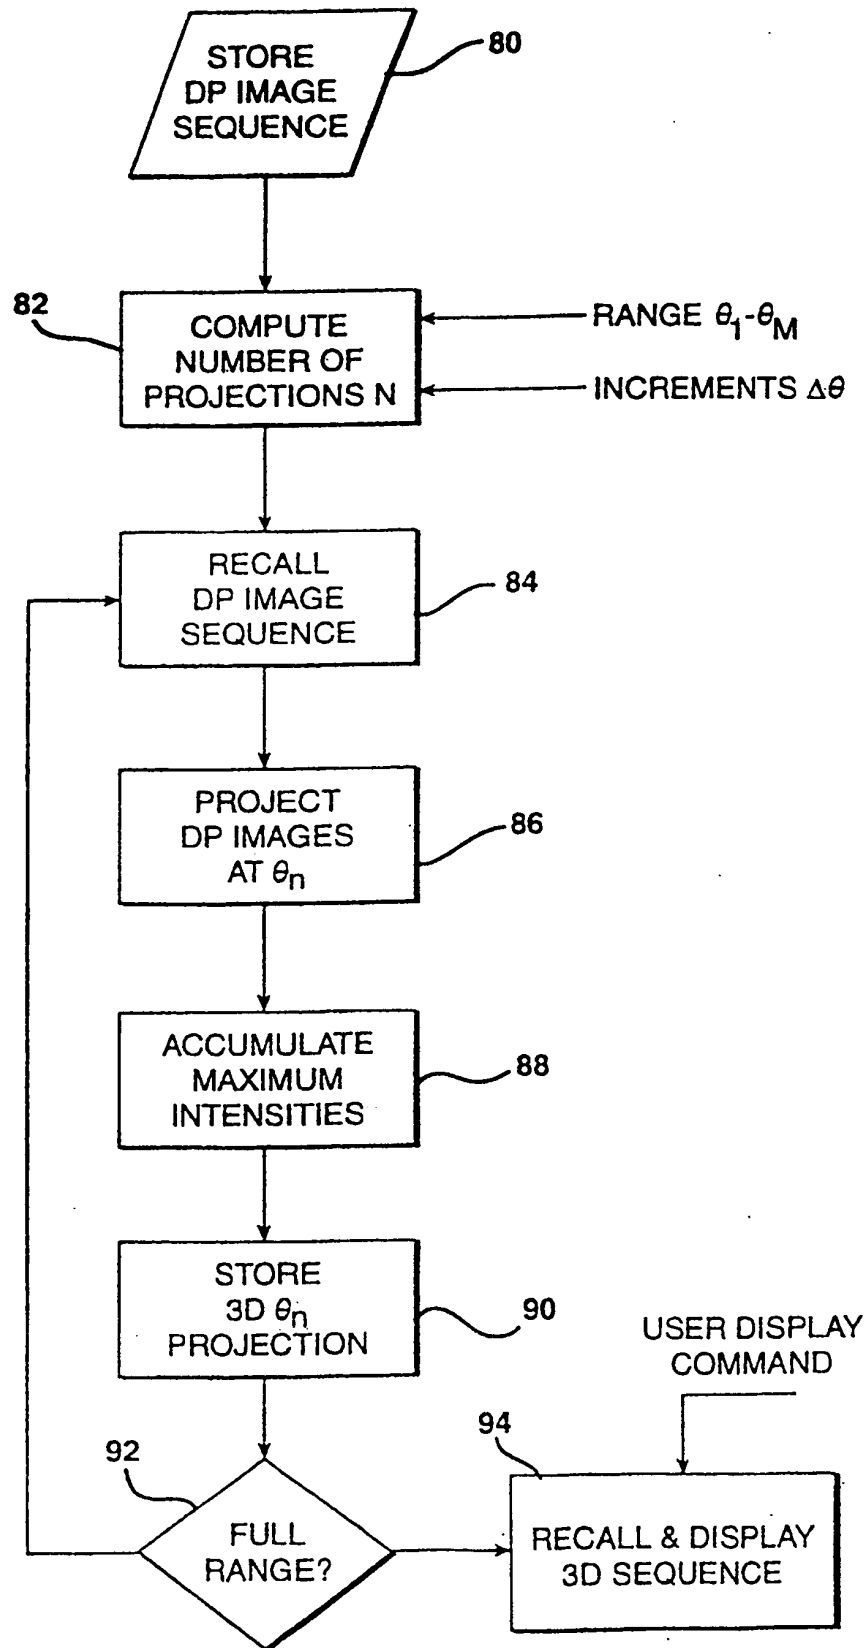 STORE
DP IMAGE
SEQUENCE
80
82
COMPUTE
NUMBER OF
PROJECTIONS N
RANGE θ1-θM
INCREMENTS Δθ
RECALL
DP IMAGE
SEQUENCE
84
PROJECT
DP IMAGES
AT θn
86
ACCUMULATE
MAXIMUM
INTENSITIES
88
STORE
3D θn
PROJECTION
90
USER DISPLAY
COMMAND
92
FULL
RANGE?
94
RECALL & DISPLAY
3D SEQUENCE